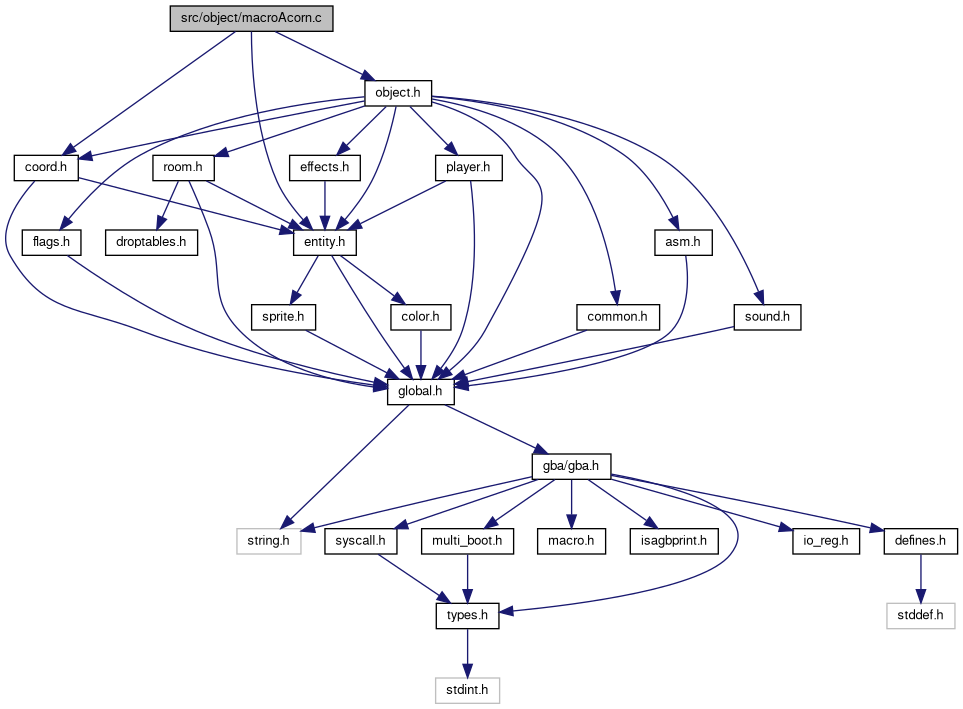 src/object/macroAcorn.c
object.h
coord.h
room.h
effects.h
player.h
flags.h
droptables.h
entity.h
asm.h
sprite.h
color.h
common.h
sound.h
global.h
gba/gba.h
string.h
syscall.h
multi_boot.h
macro.h
isagbprint.h
io_reg.h
defines.h
types.h
stddef.h
stdint.h